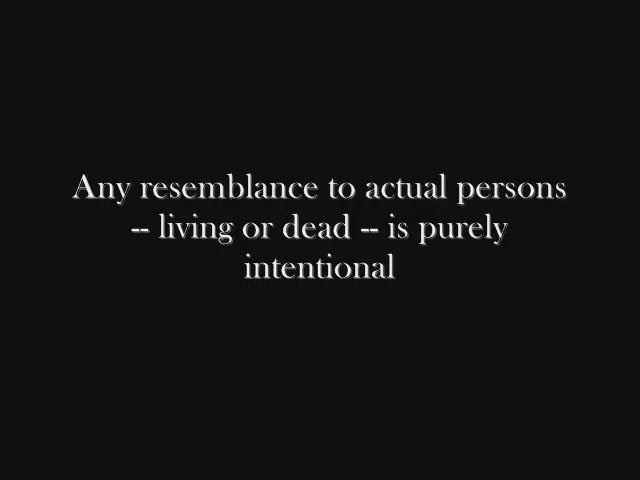 Any resemblance to actual persons
-- living or dead -- is purely
intentional